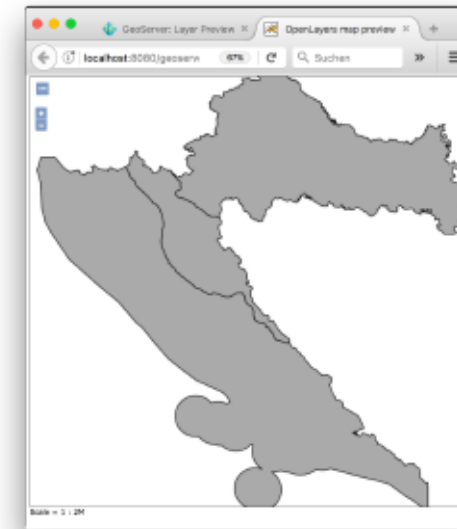 GeoServer: Layer Preview
OpenLayers map preview
localhost:8080/geoserv
67%
Suchen
Scale = 1 : 2M